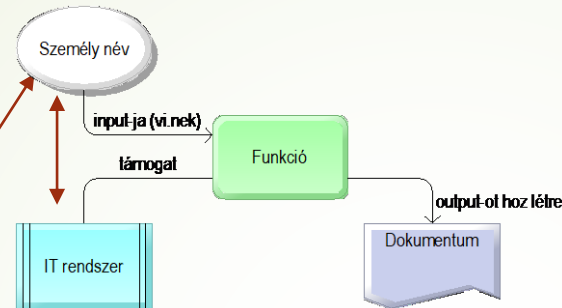 Személy név
input-ja (vi.nek)
támogat
Funkció
output-ot hoz létre
Dokumentum
IT rendszer